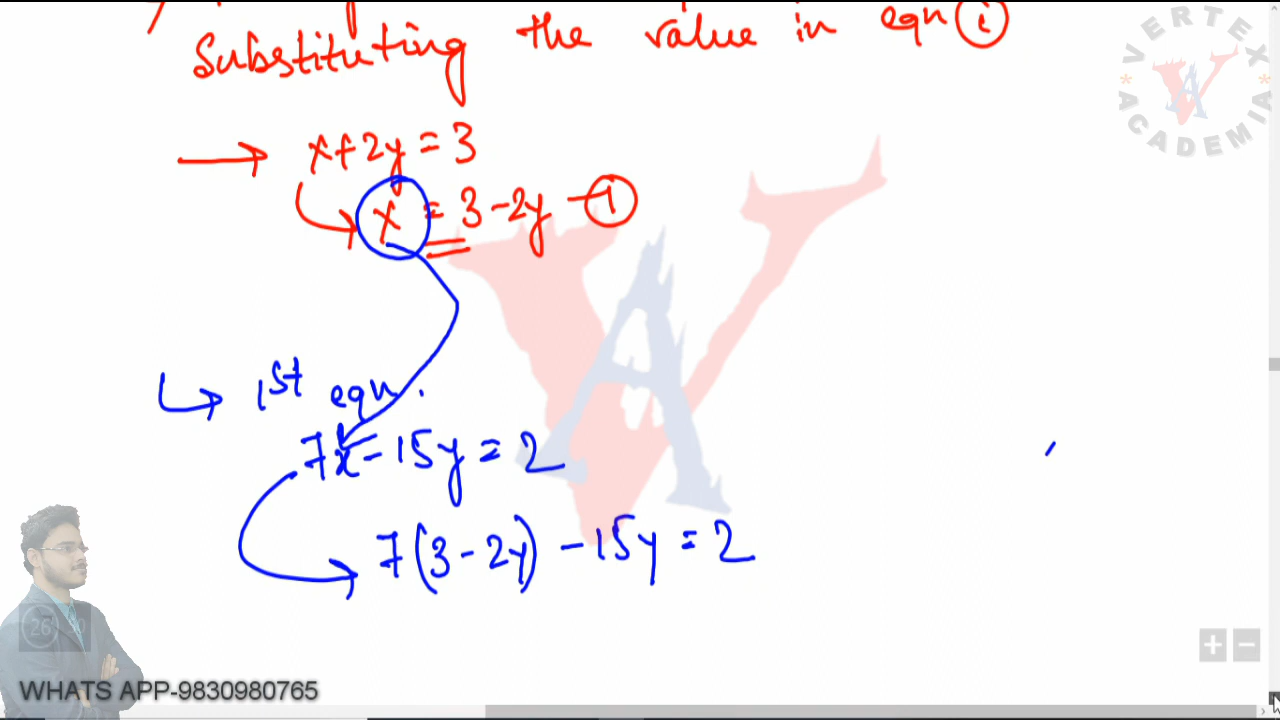 Substituting the value in eqn (i)
VERTEX ACADEMIA
→ x+2y = 3
x = 3-2y - (i)
↳ 1st eqn.
7x - 15y = 2
7(3-2y) - 15y = 2
26
WHATS APP-9830980765